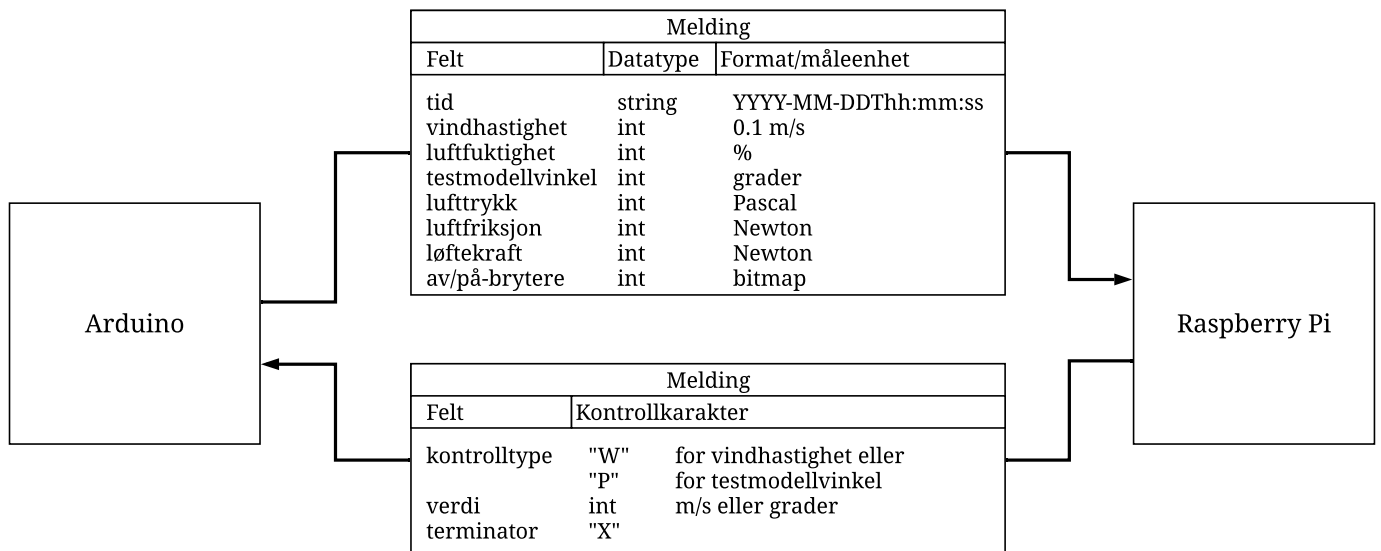 Melding
Felt Datatype Format/måleenhet
tid string YYYY-MM-DDThh:mm:ss
vindhastighet int 0.1 m/s
luftfuktighet int %
testmodellvinkel int grader
lufttrykk int Pascal
luftfriksjon int Newton
løftekraft int Newton
av/på-brytere int bitmap
Arduino
Raspberry Pi
Melding
Felt Kontrollkarakter
kontrolltype "W" for vindhastighet eller
"P" for testmodellvinkel
verdi int m/s eller grader
terminator "X"